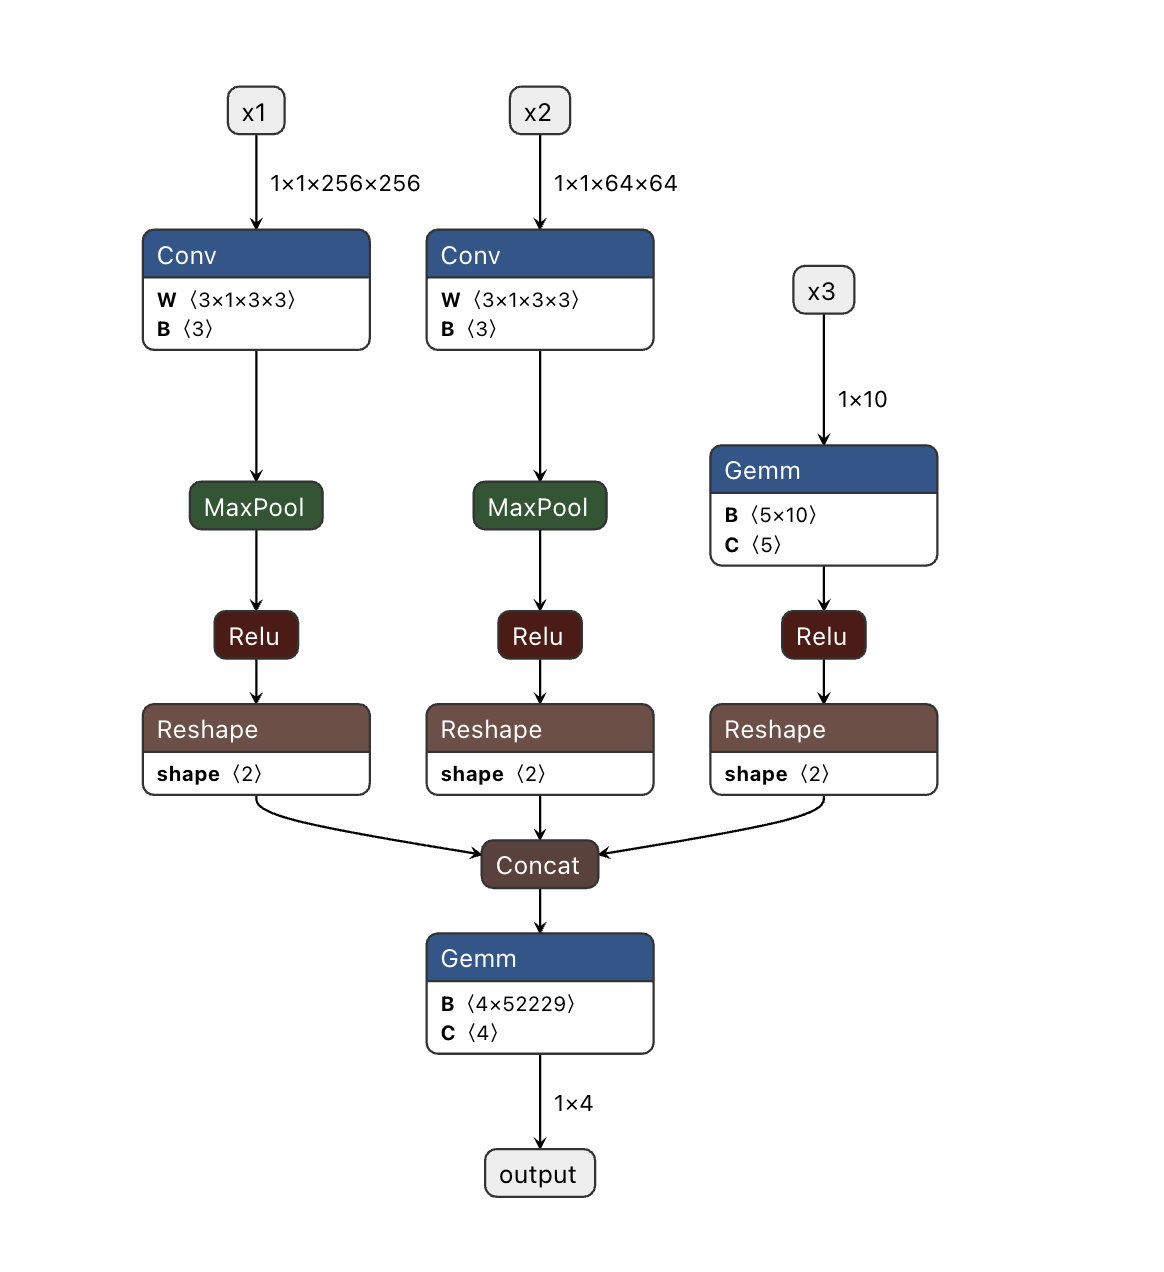 x1
x2
1×1×256×256
1×1×64×64
Conv
W 〈3×1×3×3〉
B 〈3〉
Conv
W 〈3×1×3×3〉
B 〈3〉
x3
1×10
Gemm
B 〈5×10〉
C 〈5〉
MaxPool
MaxPool
Relu
Relu
Relu
Reshape
shape 〈2〉
Reshape
shape 〈2〉
Reshape
shape 〈2〉
Concat
Gemm
B 〈4×52229〉
C 〈4〉
1×4
output